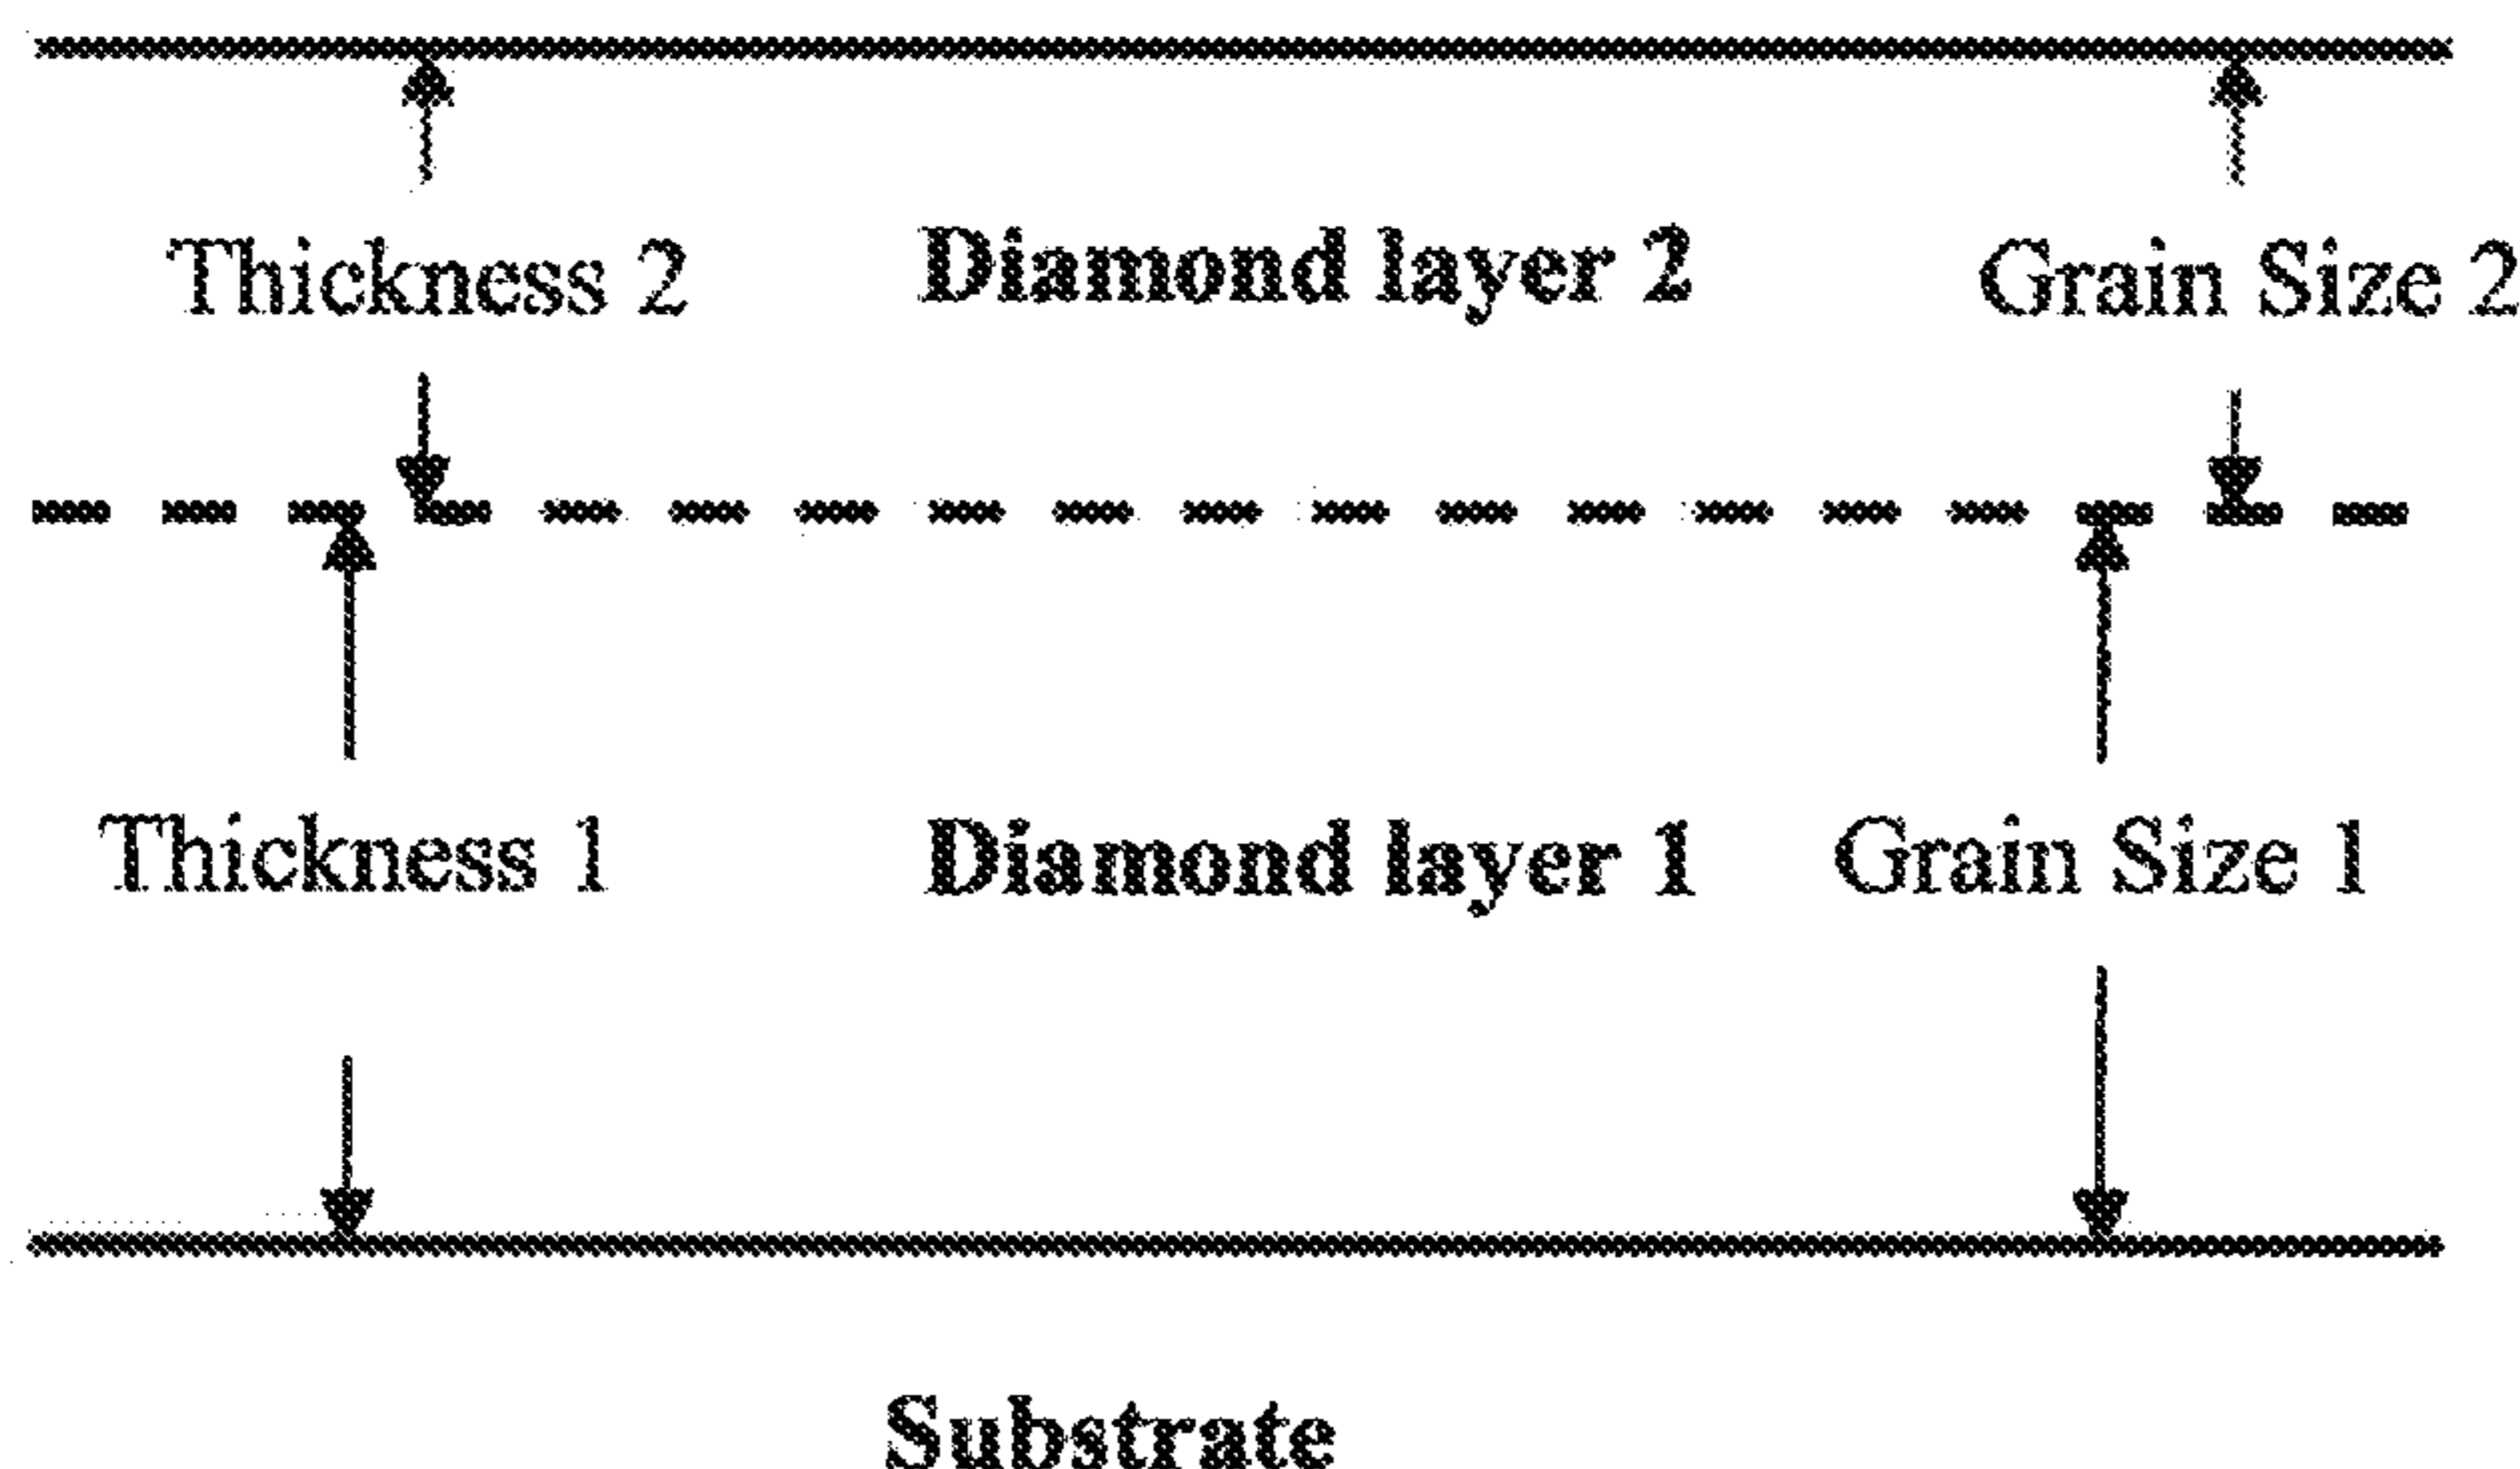 Thickness 2 Diamond layer 2 Grain Size 2
Thickness 1 Diamond layer 1 Grain Size 1
Substrate